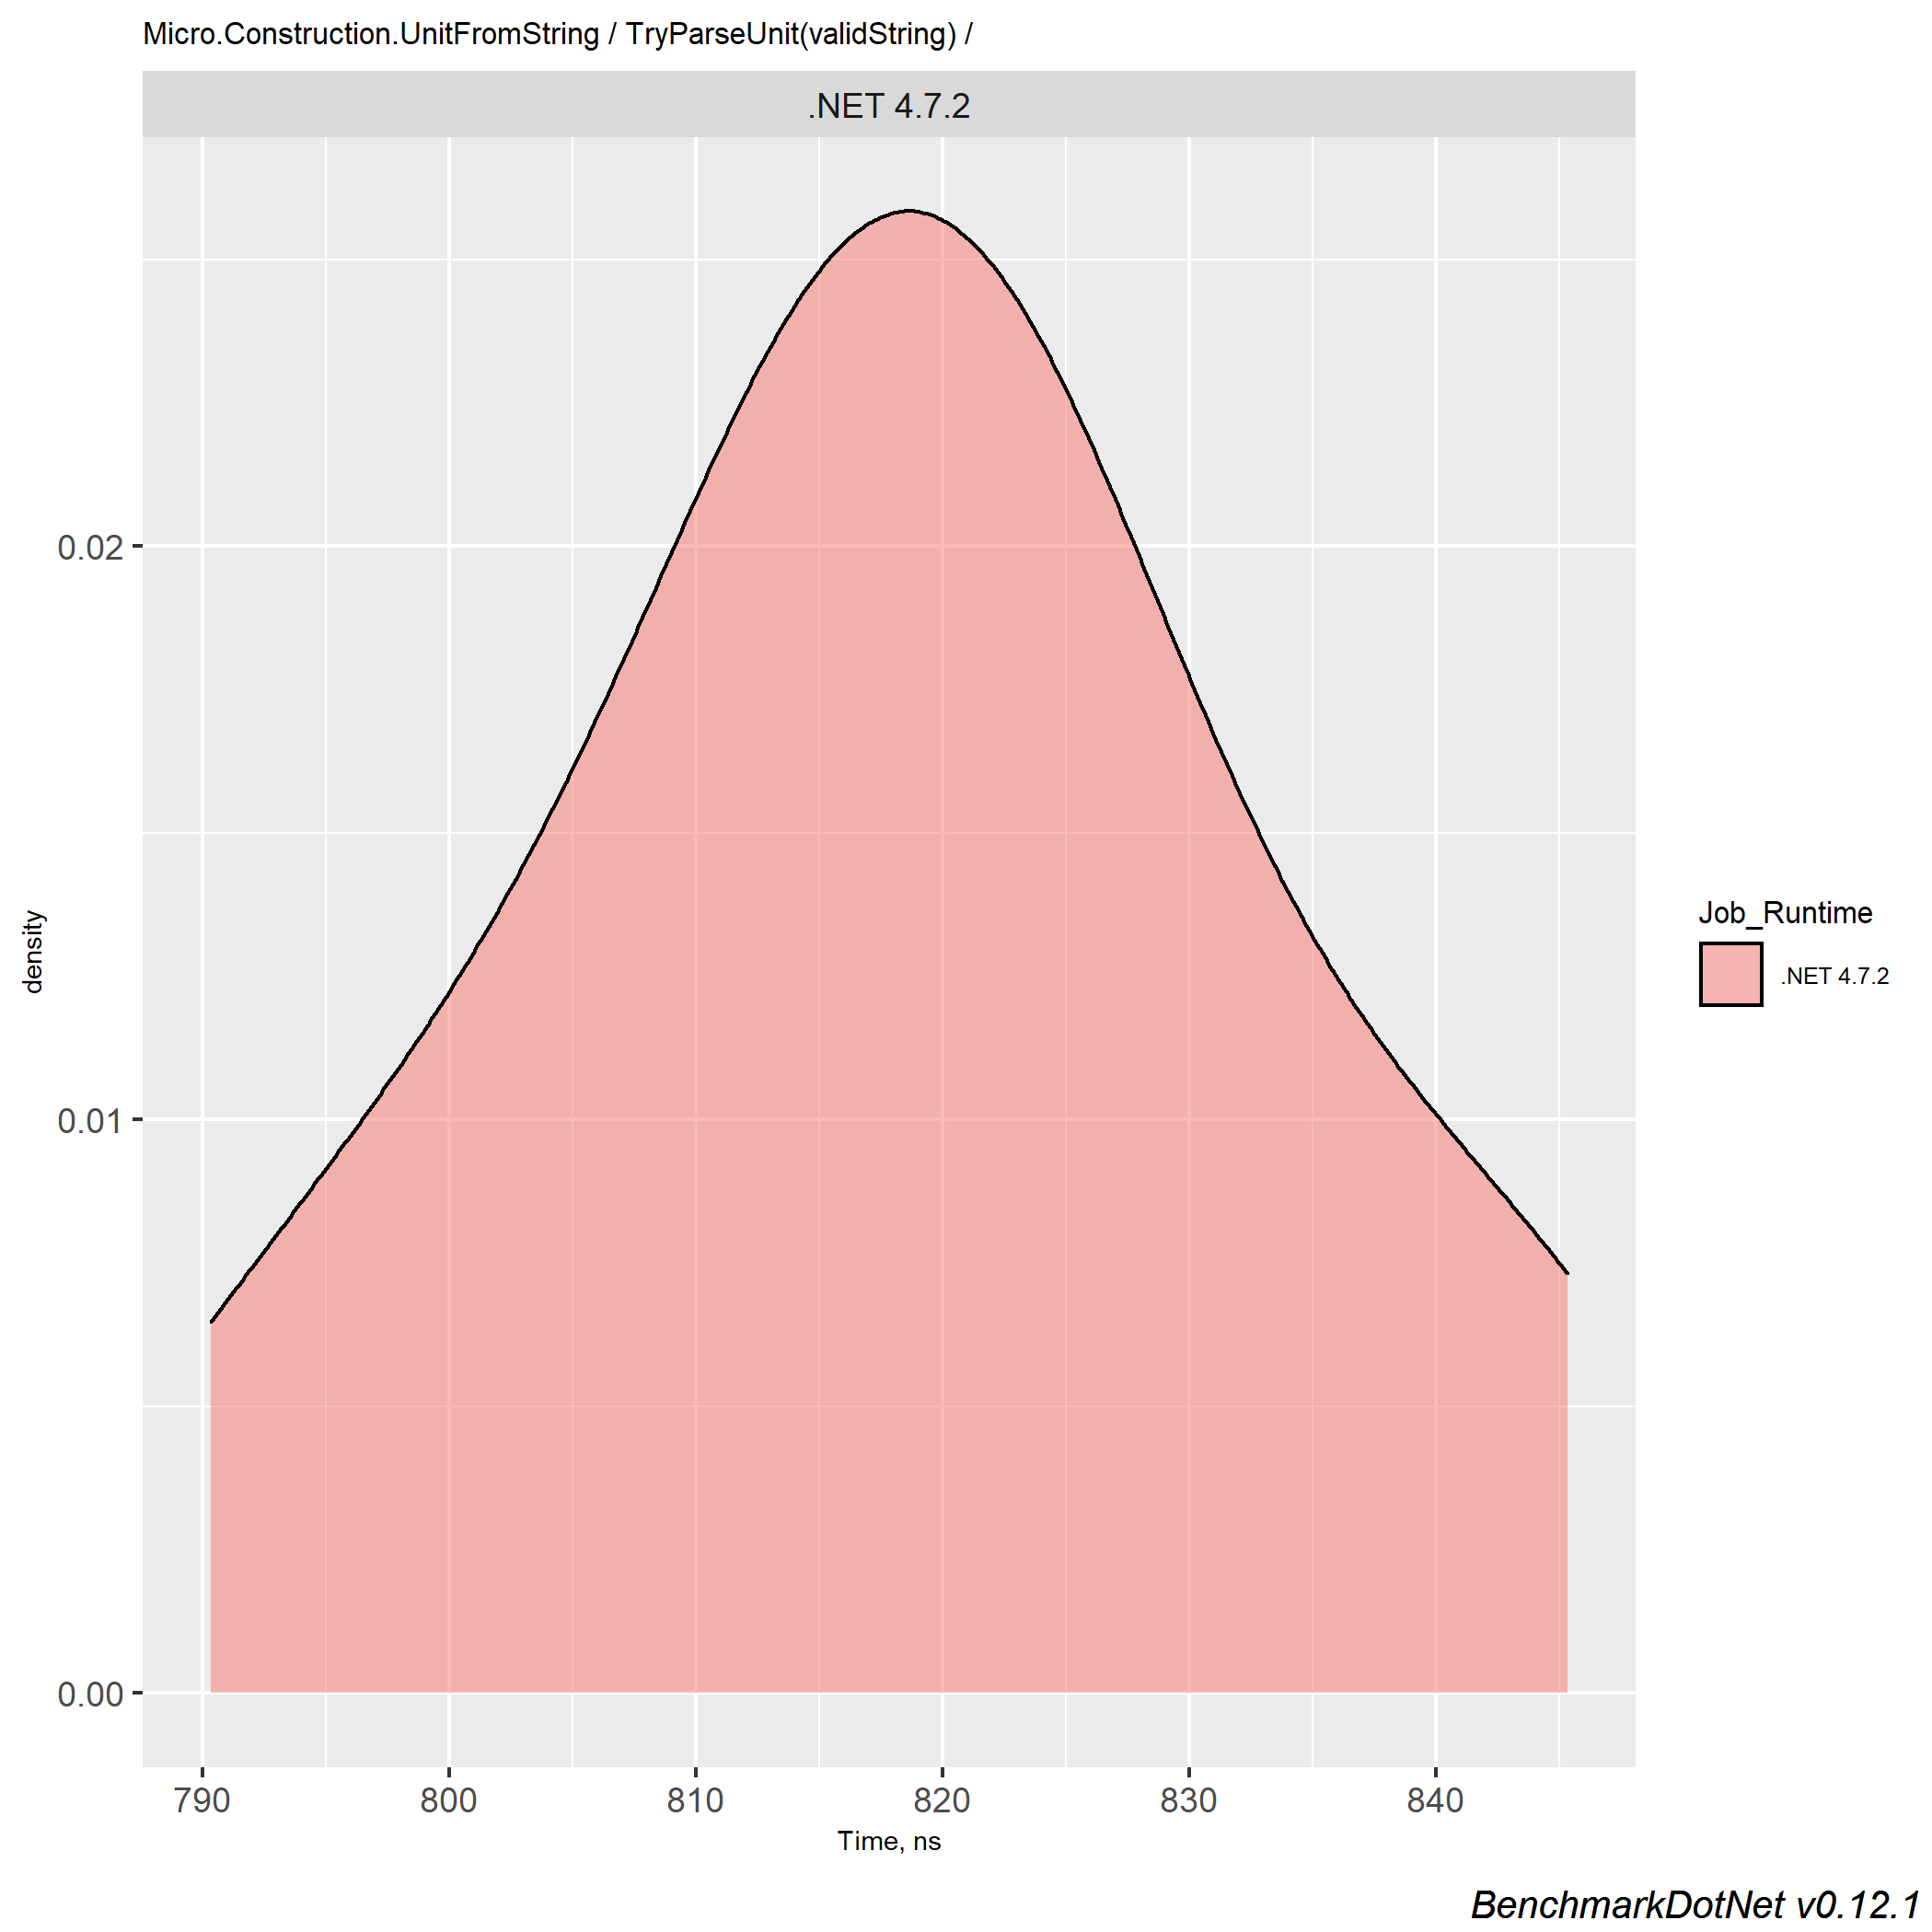 Micro.Construction.UnitFromString / TryParseUnit(validString) /
.NET 4.7.2
0.02
0.01
0.00
density
790 800 810 820 830 840
Time, ns
Job_Runtime
.NET 4.7.2
BenchmarkDotNet v0.12.1